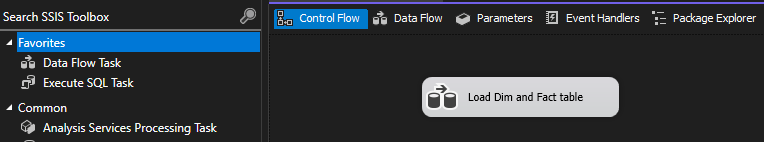 Search SSIS Toolbox
Favorites
Data Flow Task
Execute SQL Task
Common
Analysis Services Processing Task
Control Flow
Data Flow
Parameters
Event Handlers
Package Explorer
Load Dim and Fact table